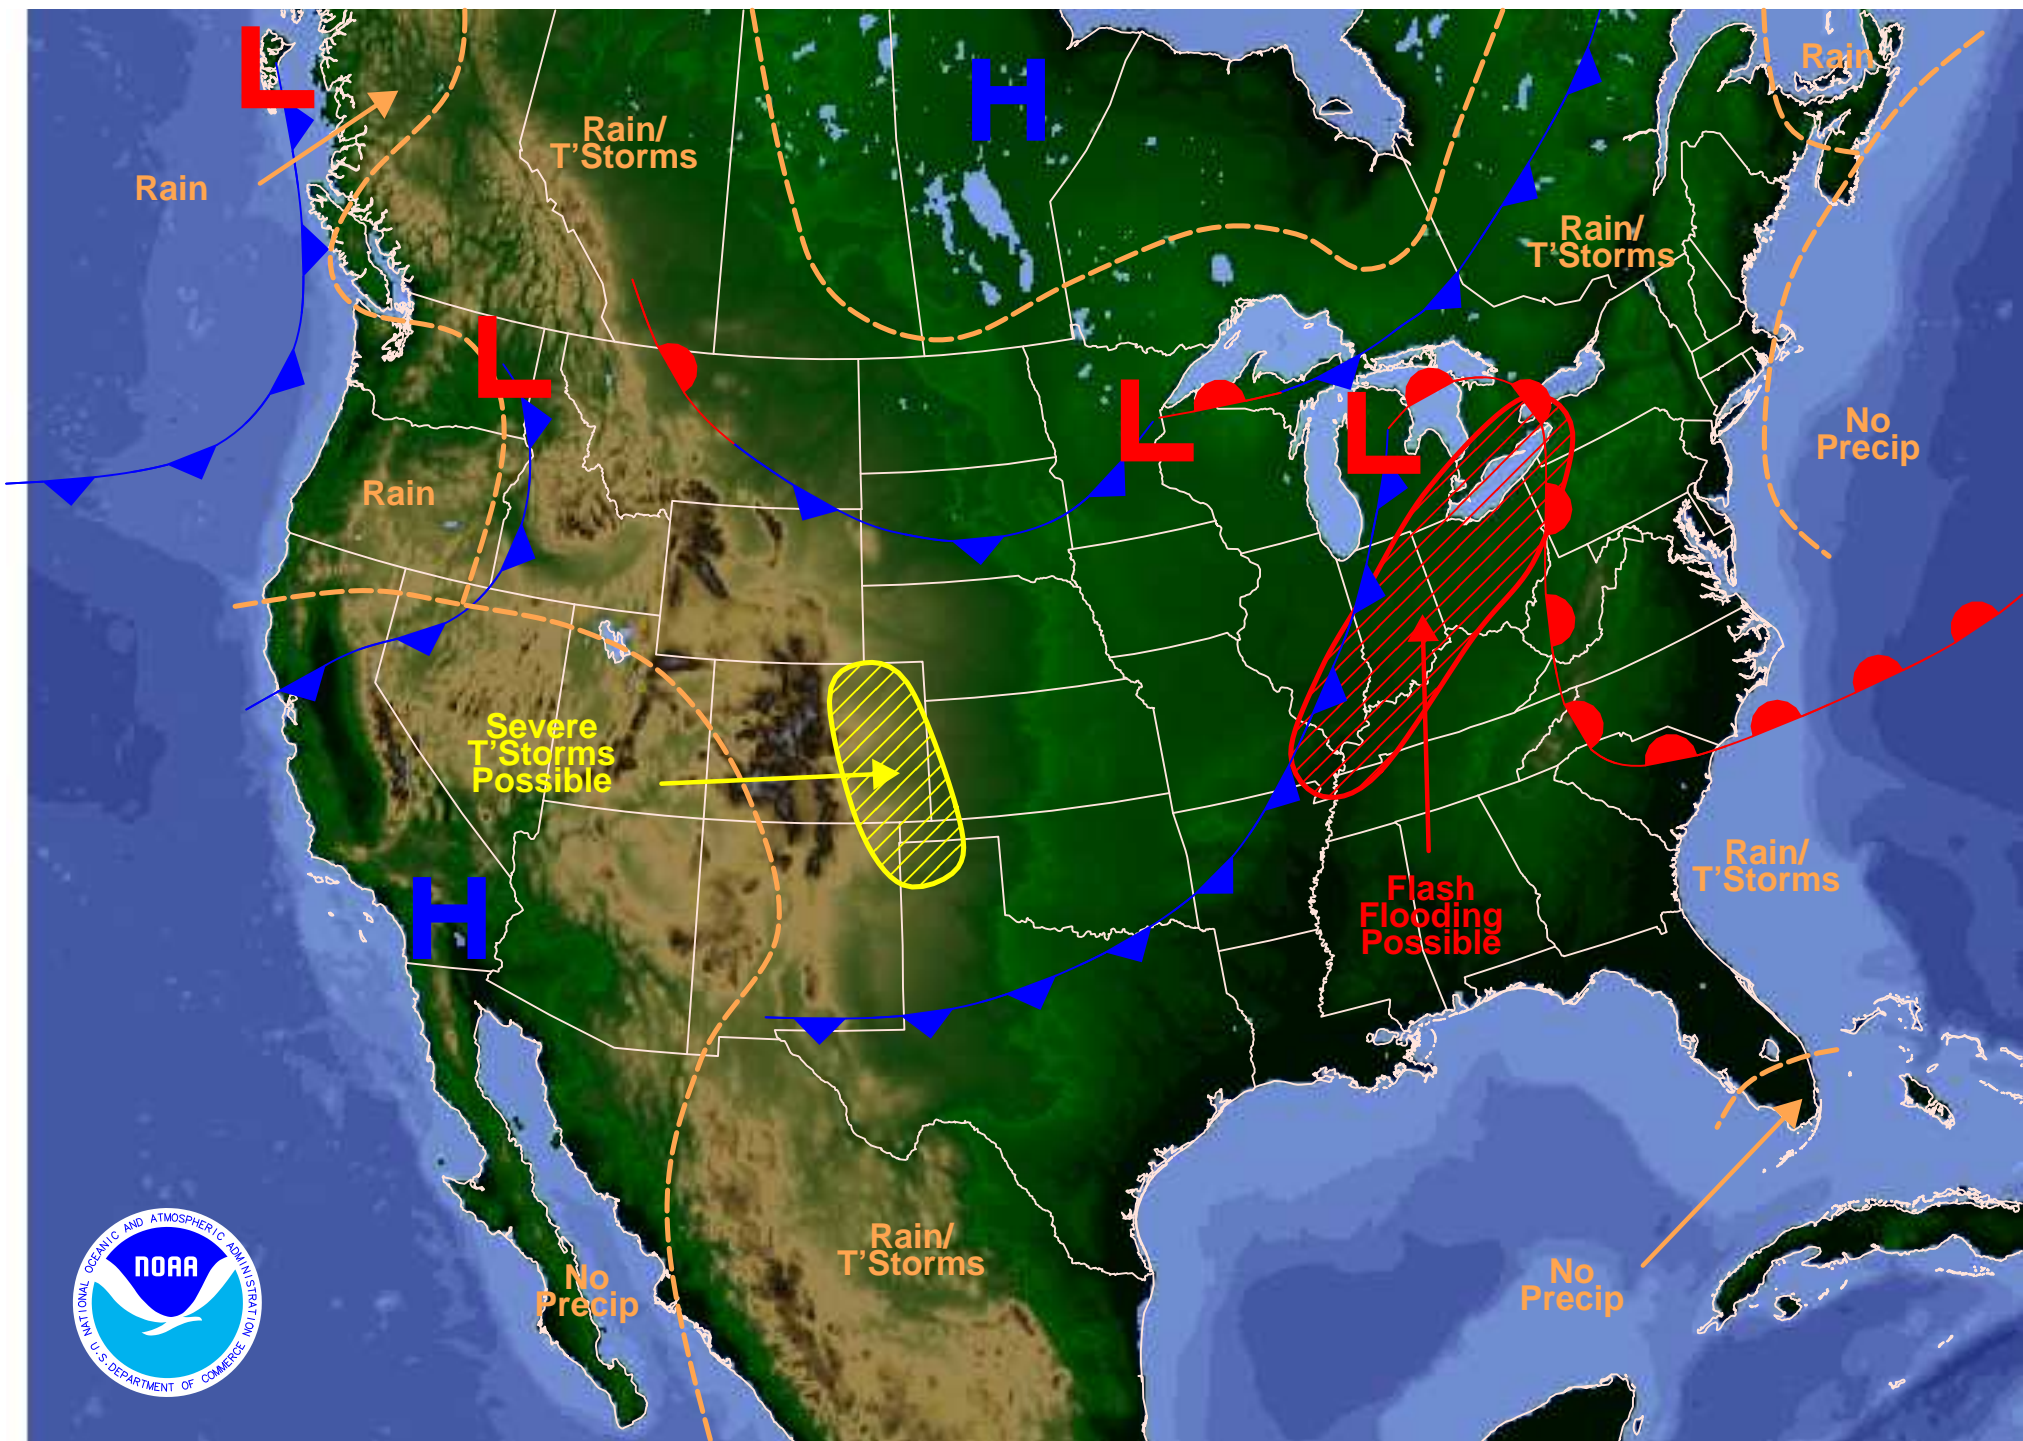 L
Rain
H
Rain
Rain/
T'Storms
Rain/
T'Storms
L
L
L
No
Precip
Rain
Severe
T'Storms
Possible
Rain/
T'Storms
H
Flash
Flooding
Possible
Rain/
T'Storms
No
Precip
No
Precip
NATIONAL OCEANIC AND ATMOSPHERIC ADMINISTRATION
NOAA
U.S. DEPARTMENT OF COMMERCE